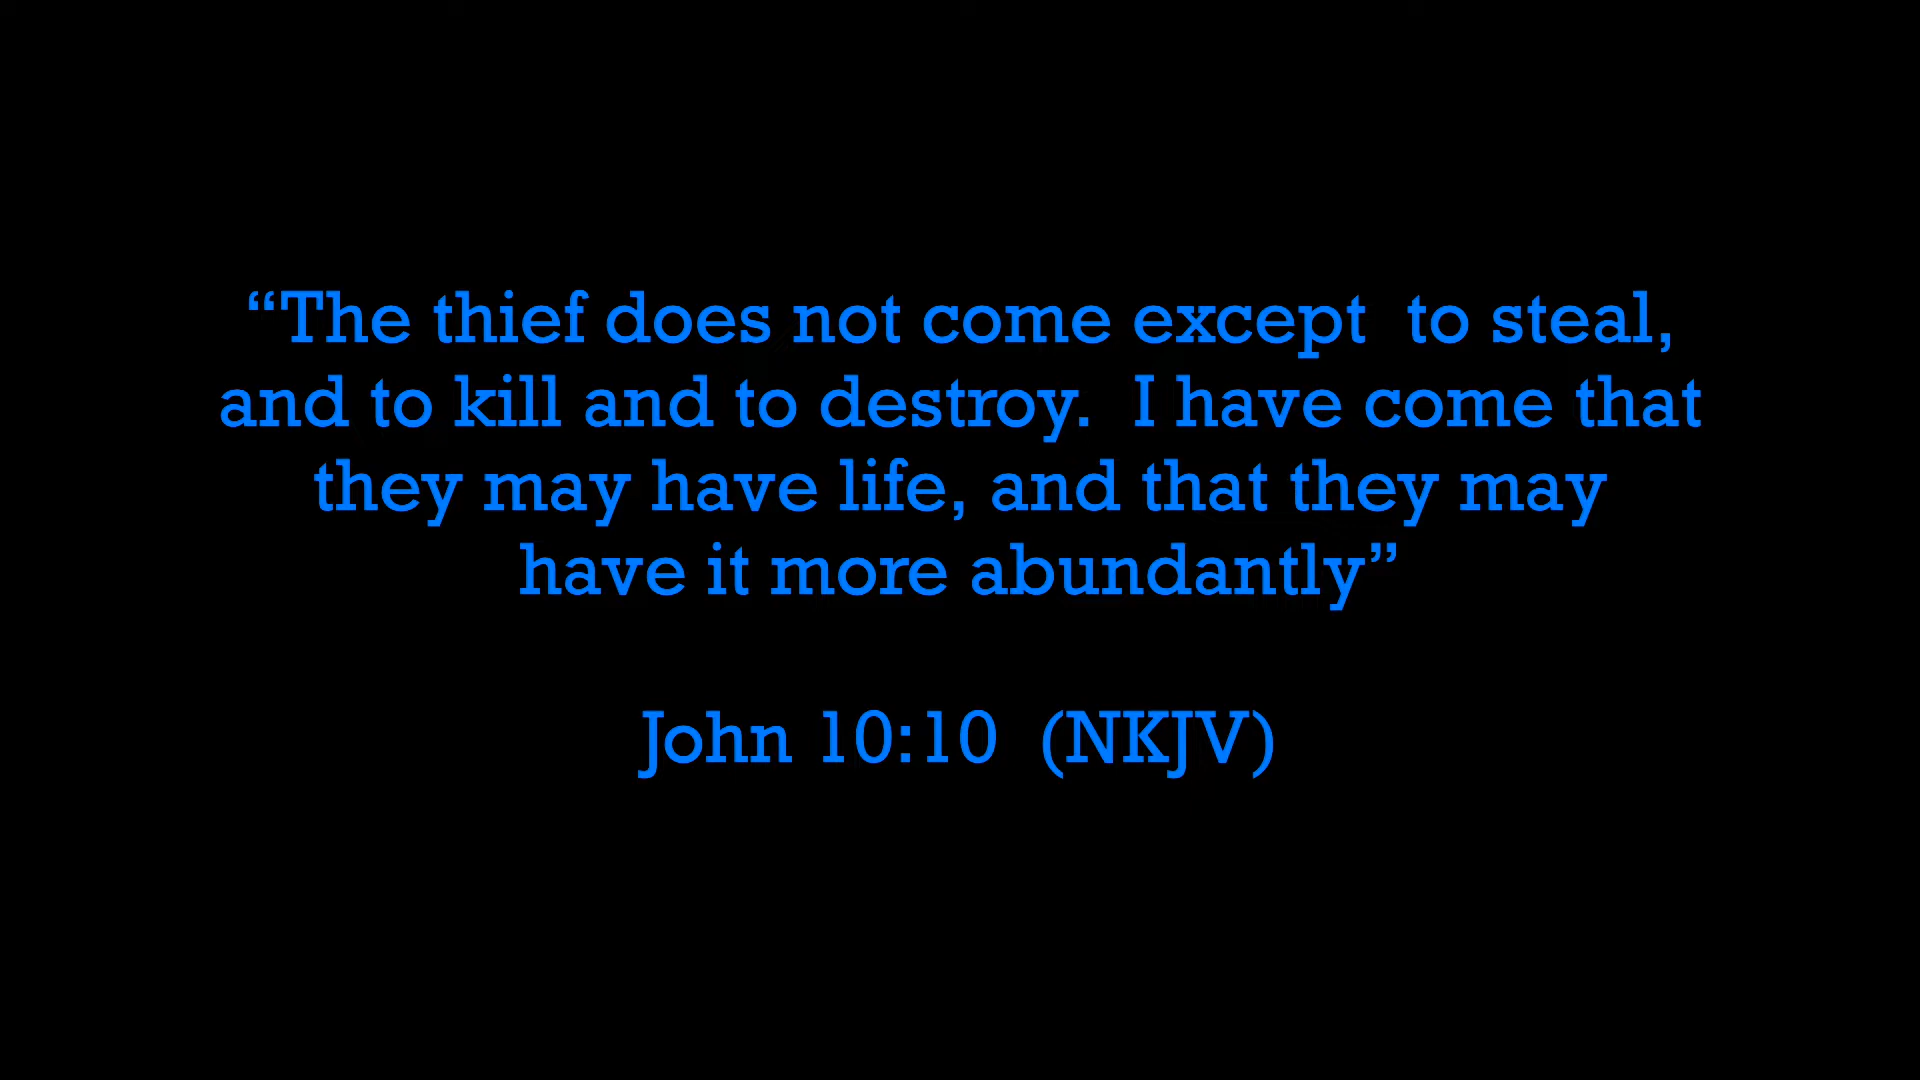 “The thief does not come except  to steal,
and to kill and to destroy.  I have come that
they may have life, and that they may
have it more abundantly”
John 10:10  (NKJV)